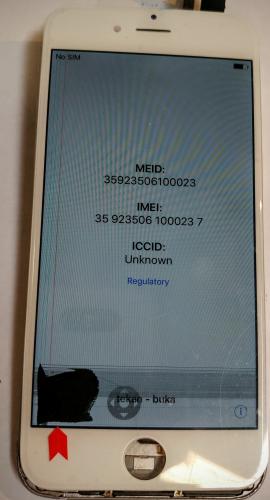 No SIM
MEID:
35923506100023
IMEI:
35 923506 100023 7
ICCID:
Unknown
Regulatory
tekan - buka